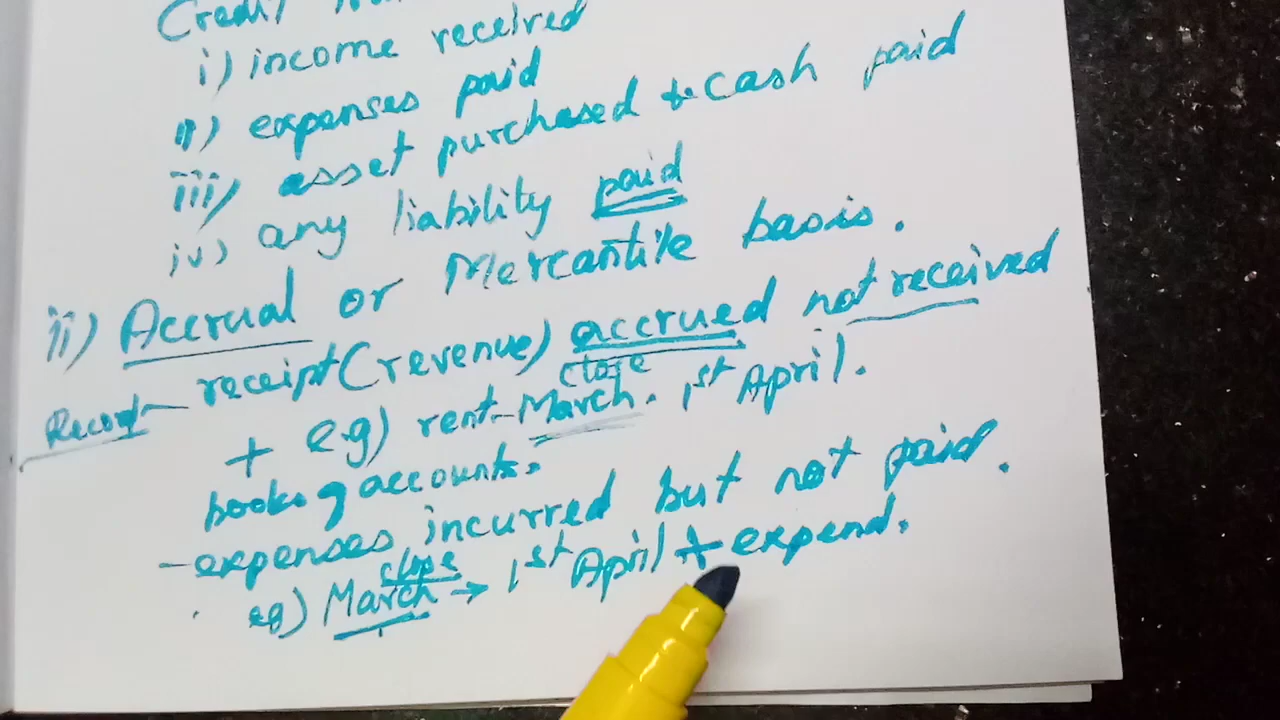 Credit
i) income received
ii) expenses paid
iii) asset purchased + cash paid
iv) any liability paid
ii) Accrual or Mercantile basis.
Record - receipt (revenue) accrued not received
close
+ e.g) rent - March. 1st April.
books of accounts.
- expenses incurred but not paid.
close
eg) March → 1st April + expend.